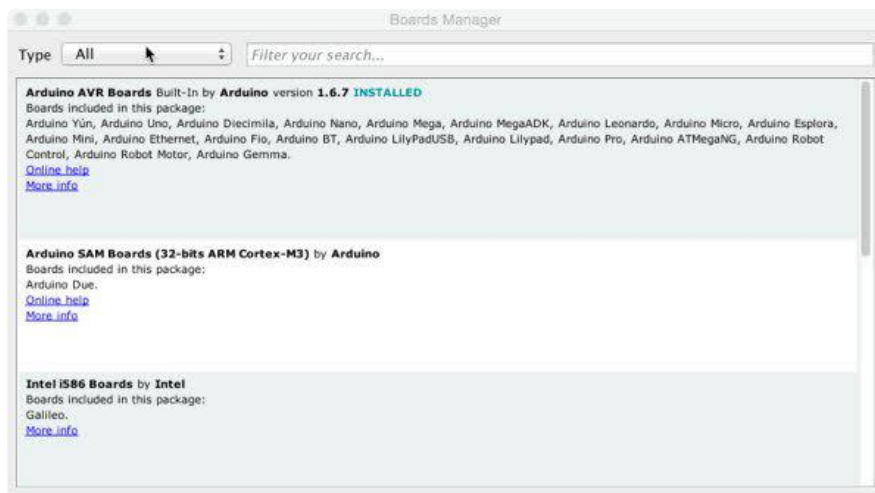 Boards Manager
Type All Filter your search...
Arduino AVR Boards Built-In by Arduino version 1.6.7 INSTALLED
Boards included in this package:
Arduino Yún, Arduino Uno, Arduino Diecimila, Arduino Nano, Arduino Mega, Arduino MegaADK, Arduino Leonardo, Arduino Micro, Arduino Esplora,
Arduino Mini, Arduino Ethernet, Arduino Fio, Arduino BT, Arduino LilyPadUSB, Arduino Lilypad, Arduino Pro, Arduino ATMegaNG, Arduino Robot
Control, Arduino Robot Motor, Arduino Gemma.
Online help
More info
Arduino SAM Boards (32-bits ARM Cortex-M3) by Arduino
Boards included in this package:
Arduino Due.
Online help
More info
Intel i586 Boards by Intel
Boards included in this package:
Galileo.
More info